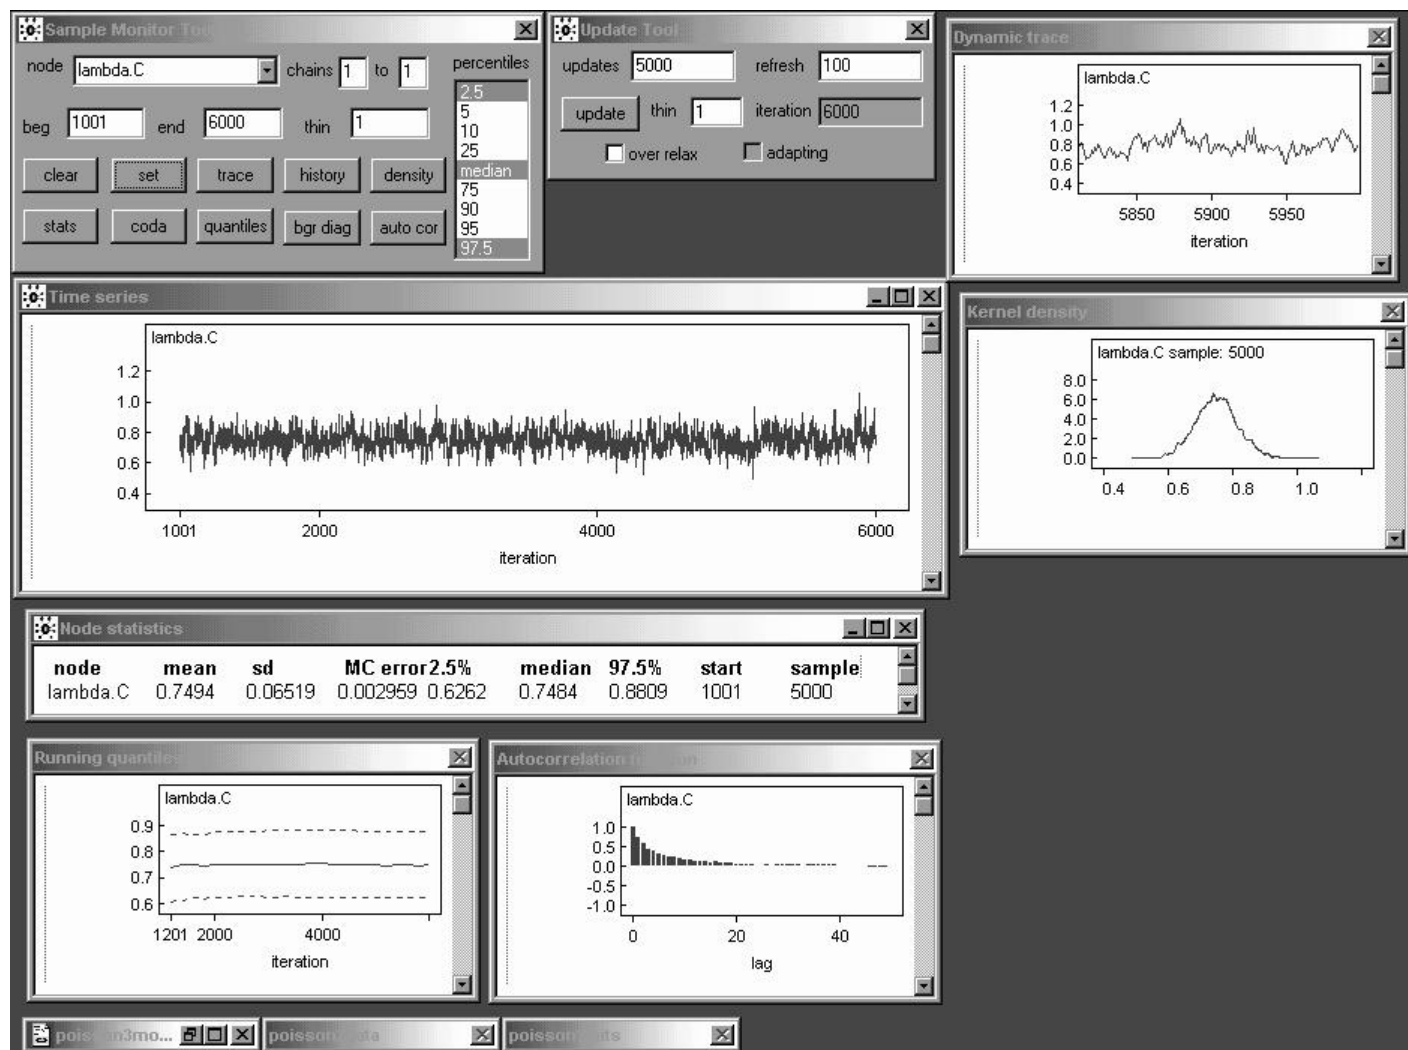 Sample Monitor Tool
node lambda.C chains 1 to 1 percentiles
2.5
5
10
25
median
75
90
95
97.5
beg 1001 end 6000 thin 1
clear set trace history density
stats coda quantiles bgr diag auto cor
Update Tool
updates 5000 refresh 100
update thin 1 iteration 6000
over relax adapting
Dynamic trace
lambda.C
1.2
1.0
0.8
0.6
0.4
5850 5900 5950
iteration
Time series
lambda.C
1.2
1.0
0.8
0.6
0.4
1001 2000 4000 6000
iteration
Kernel density
lambda.C sample: 5000
8.0
6.0
4.0
2.0
0.0
0.4 0.6 0.8 1.0
Node statistics
node mean sd MC error 2.5% median 97.5% start sample
lambda.C 0.7494 0.06519 0.002959 0.6262 0.7484 0.8809 1001 5000
Running quantiles
lambda.C
0.9
0.8
0.7
0.6
1201 2000 4000
iteration
Autocorrelation
lambda.C
1.0
0.5
0.0
-0.5
-1.0
0 20 40
lag